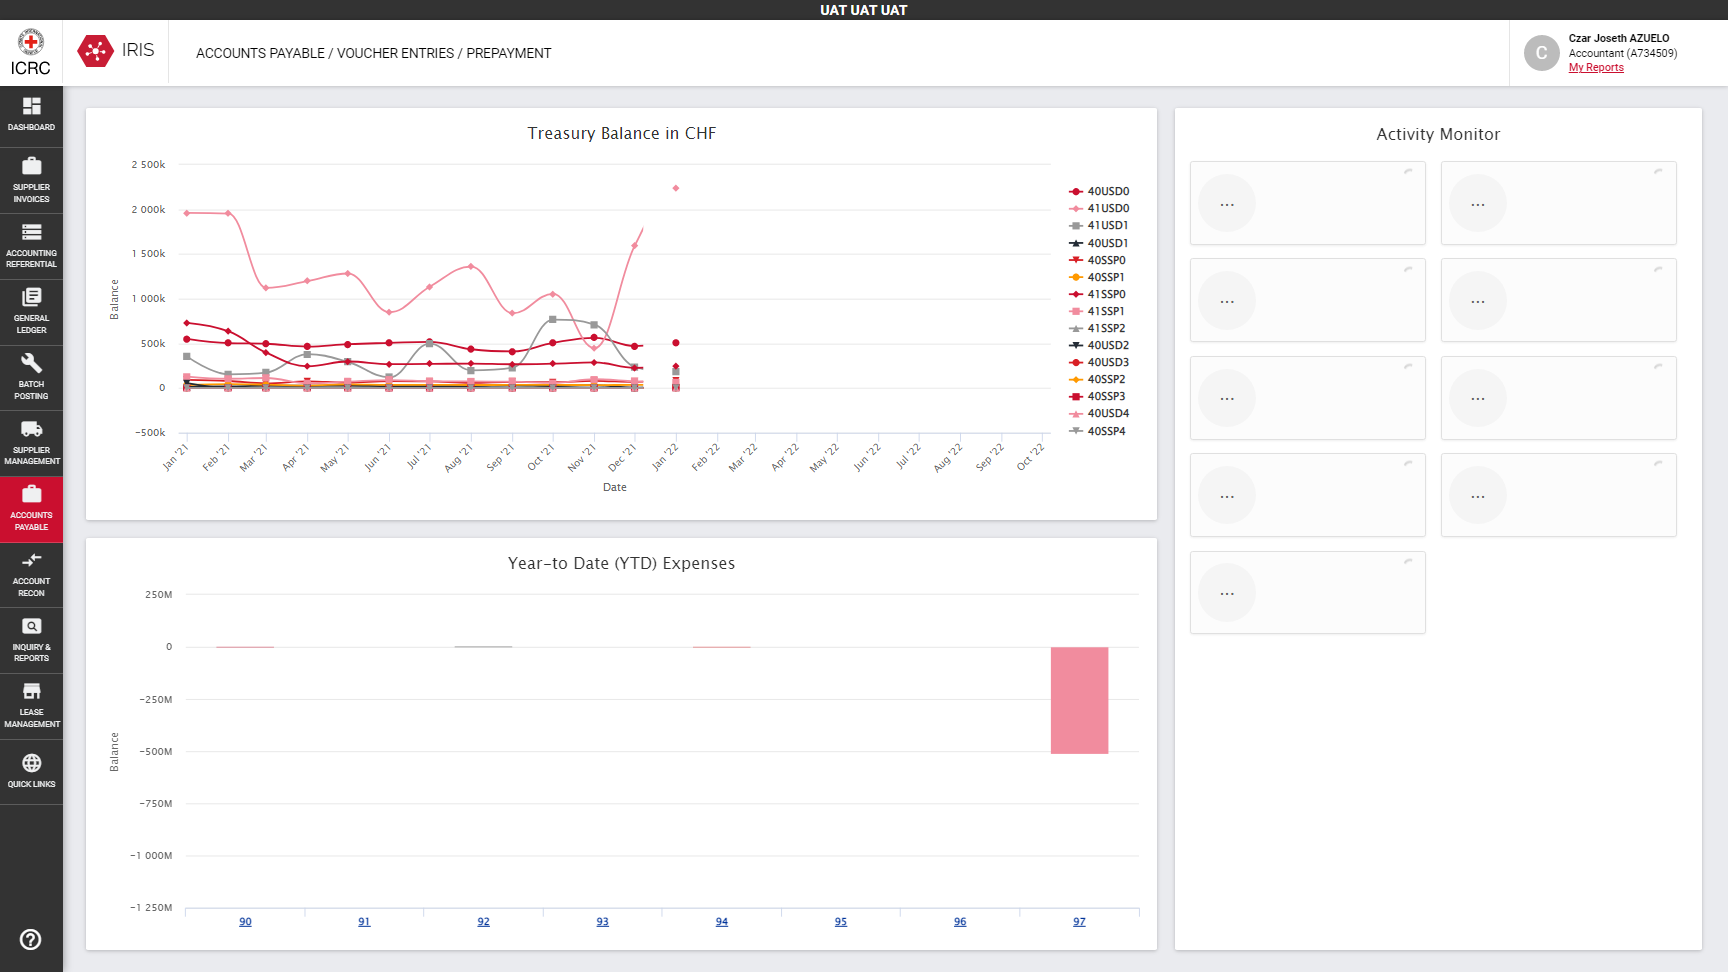 UAT UAT UAT
ICRC
IRIS
ACCOUNTS PAYABLE / VOUCHER ENTRIES / PREPAYMENT
C
Czar Joseth AZUELO
Accountant (A734509)
My Reports
DASHBOARD
SUPPLIER
INVOICES
ACCOUNTING
REFERENTIAL
GENERAL
LEDGER
BATCH
POSTING
SUPPLIER
MANAGEMENT
ACCOUNTS
PAYABLE
ACCOUNT
RECON
INQUIRY &
REPORTS
LEASE
MANAGEMENT
QUICK LINKS
Treasury Balance in CHF
2 500k
2 000k
1 500k
1 000k
500k
0
−500k
Balance
Jan '21
Feb '21
Mar '21
Apr '21
May '21
Jun '21
Jul '21
Aug '21
Sep '21
Oct '21
Nov '21
Dec '21
Jan '22
Feb '22
Mar '22
Apr '22
May '22
Jun '22
Jul '22
Aug '22
Sep '22
Oct '22
Date
40USD0
41USD0
41USD1
40USD1
40SSP0
40SSP1
41SSP0
41SSP1
41SSP2
40USD2
40USD3
40SSP2
40SSP3
40USD4
40SSP4
Year-to Date (YTD) Expenses
250M
0
−250M
−500M
−750M
−1 000M
−1 250M
Balance
90
91
92
93
94
95
96
97
Activity Monitor
...
...
...
...
...
...
...
...
...